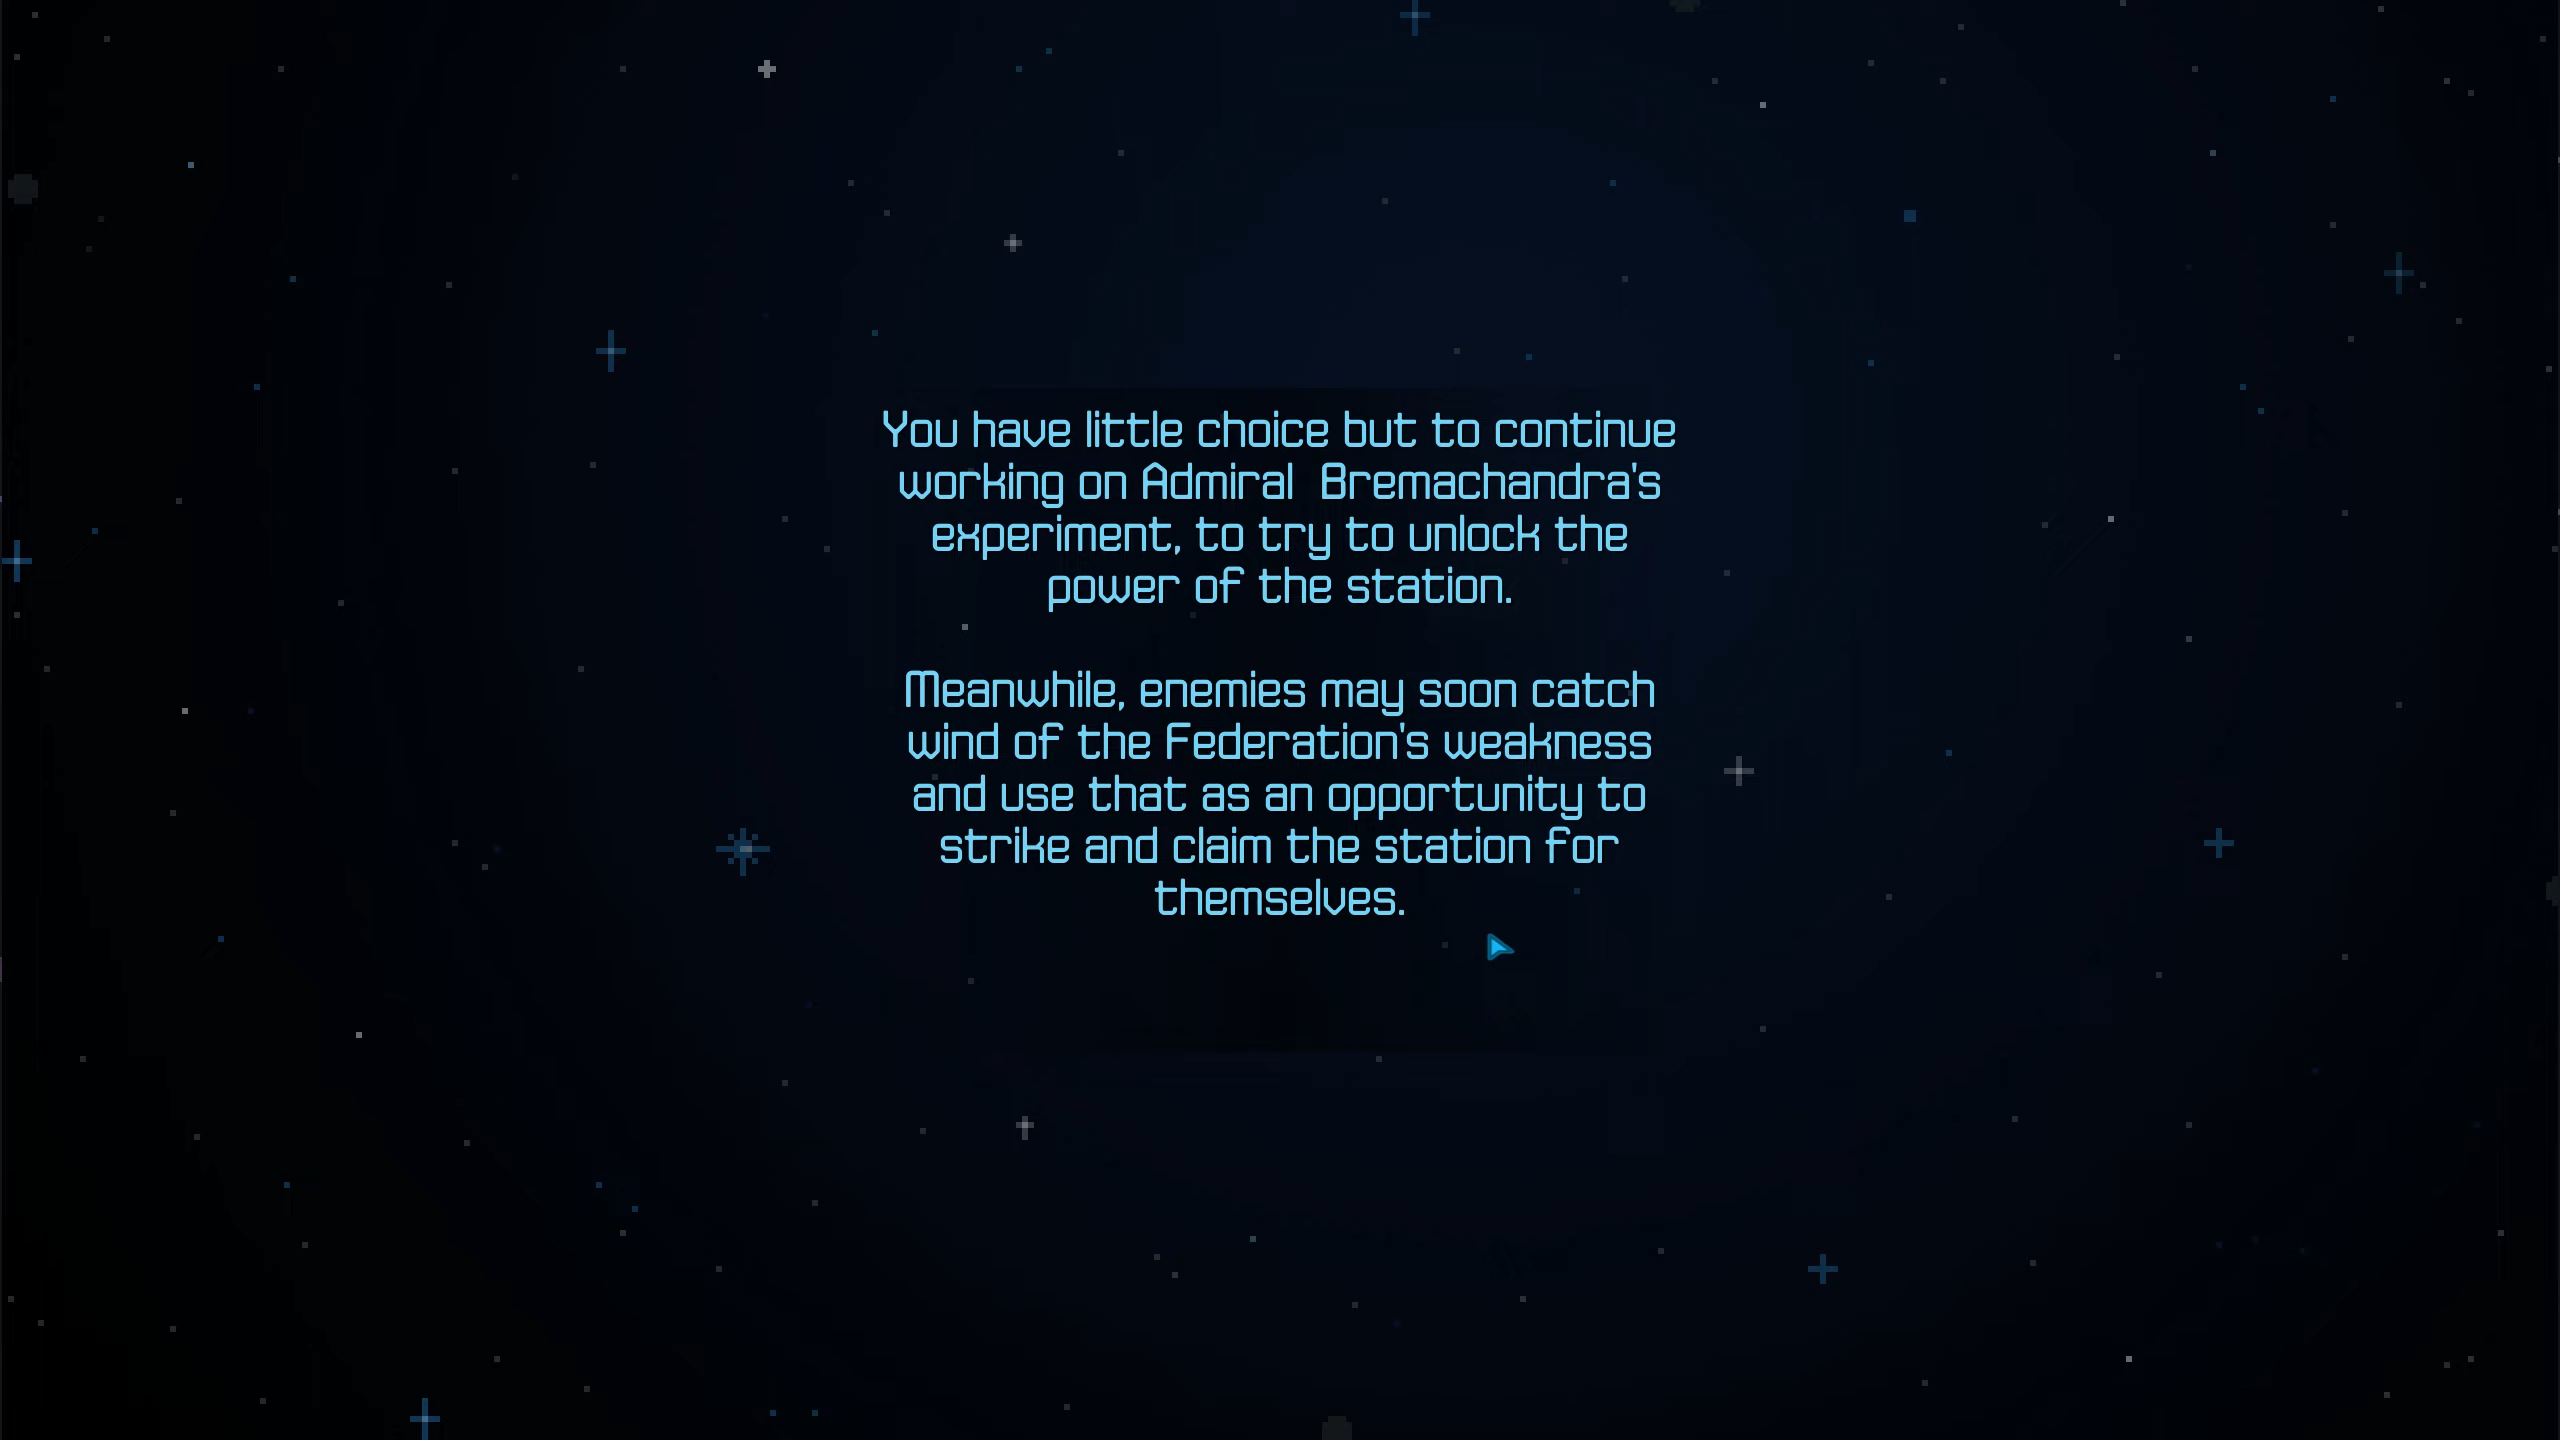 You have little choice but to continue
working on Admiral  Bremachandra's
experiment, to try to unlock the
power of the station.
Meanwhile, enemies may soon catch
wind of the Federation's weakness
and use that as an opportunity to
strike and claim the station for
themselves.